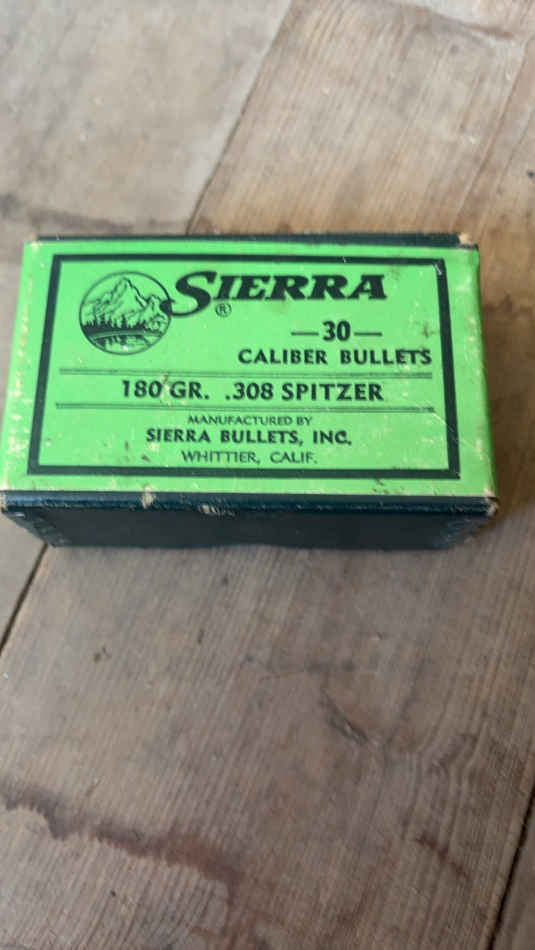 SIERRA
®
—30—
CALIBER BULLETS
180 GR. .308 SPITZER
MANUFACTURED BY
SIERRA BULLETS, INC.
WHITTIER, CALIF.